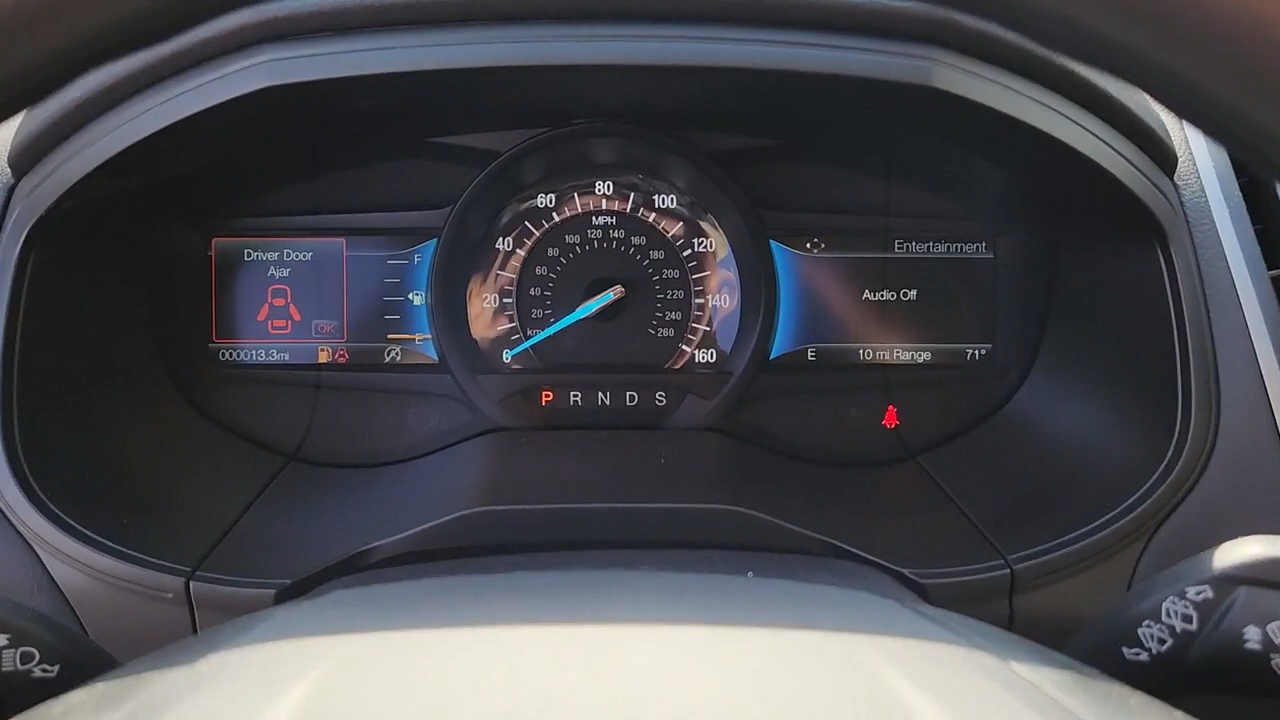 Driver Door
Ajar
OK
000013.3mi
F
E
0
20
40
60
80
100
120
140
160
MPH
km/h
20
40
60
80
100
120
140
160
180
200
220
240
260
P R N D S
Entertainment
Audio Off
E 10 mi Range 71°